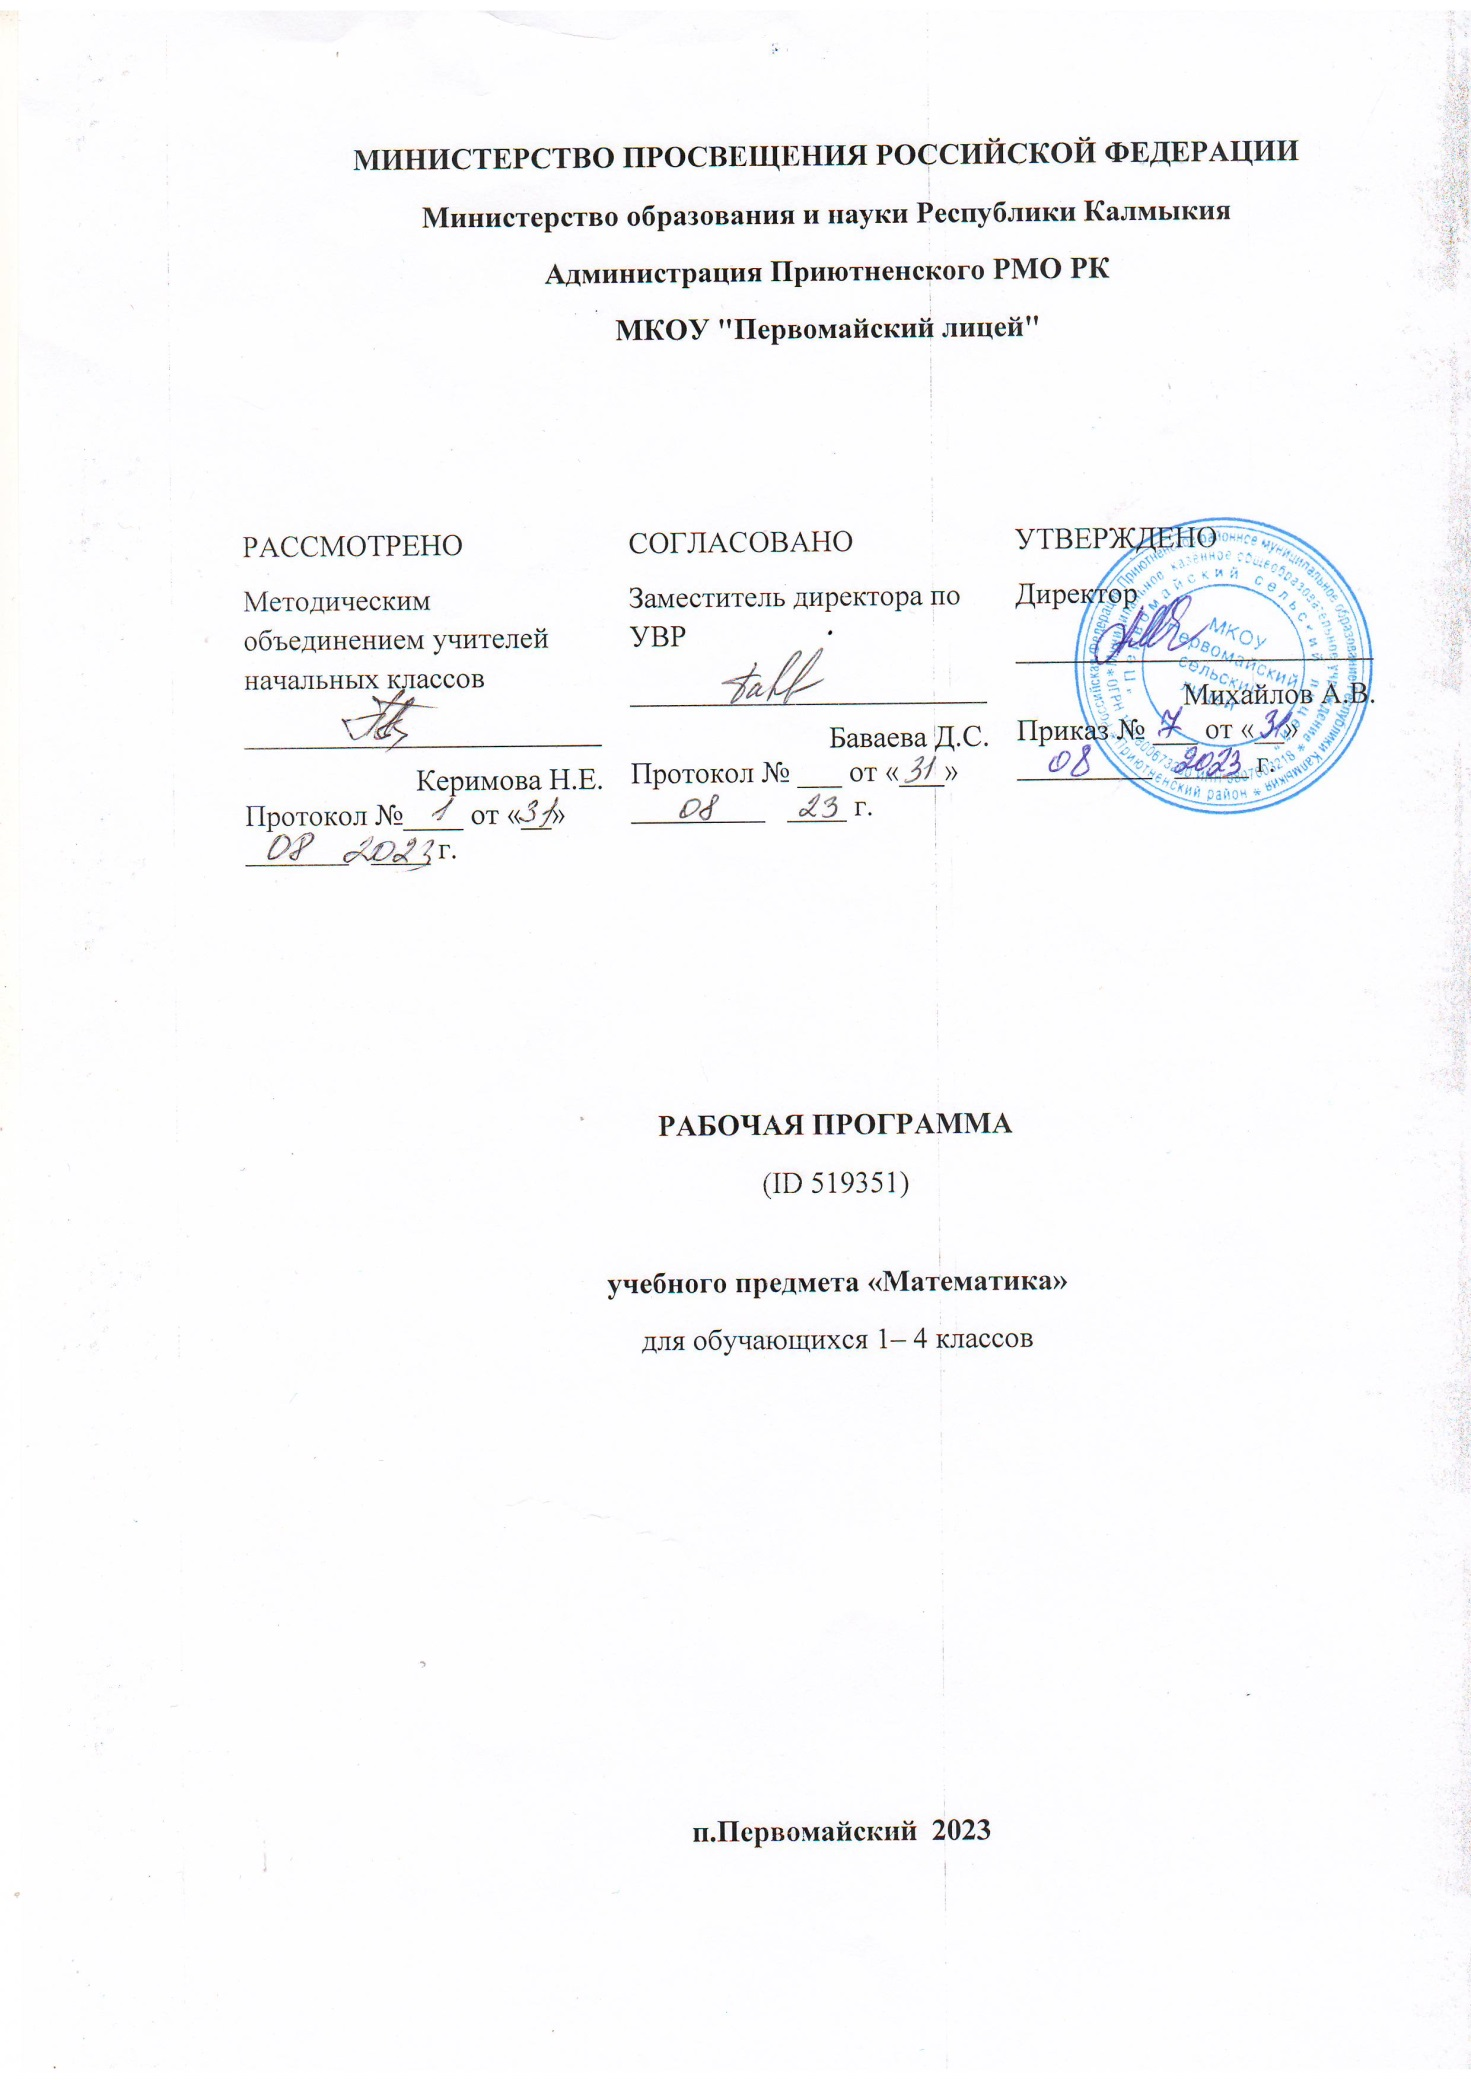 МИНИСТЕРСТВО ПРОСВЕЩЕНИЯ РОССИЙСКОЙ ФЕДЕРАЦИИ
Министерство образования и науки Республики Калмыкия
Администрация Приютненского РМО РК
МКОУ "Первомайский лицей"
РАССМОТРЕНО
Методическим
объединением учителей
начальных классов
Керимова Н.Е.
Протокол № 1 от «31»
08 2023 г.
СОГЛАСОВАНО
Заместитель директора по
УВР
Баваева Д.С.
Протокол № ___ от «31»
08 23 г.
УТВЕРЖДЕНО
Директор
Михайлов А.В.
Приказ № 7 от «31»
08 2023 г.
МКОУ
Первомайский
сельский
РАБОЧАЯ ПРОГРАММА
(ID 519351)
учебного предмета «Математика»
для обучающихся 1– 4 классов
п.Первомайский 2023